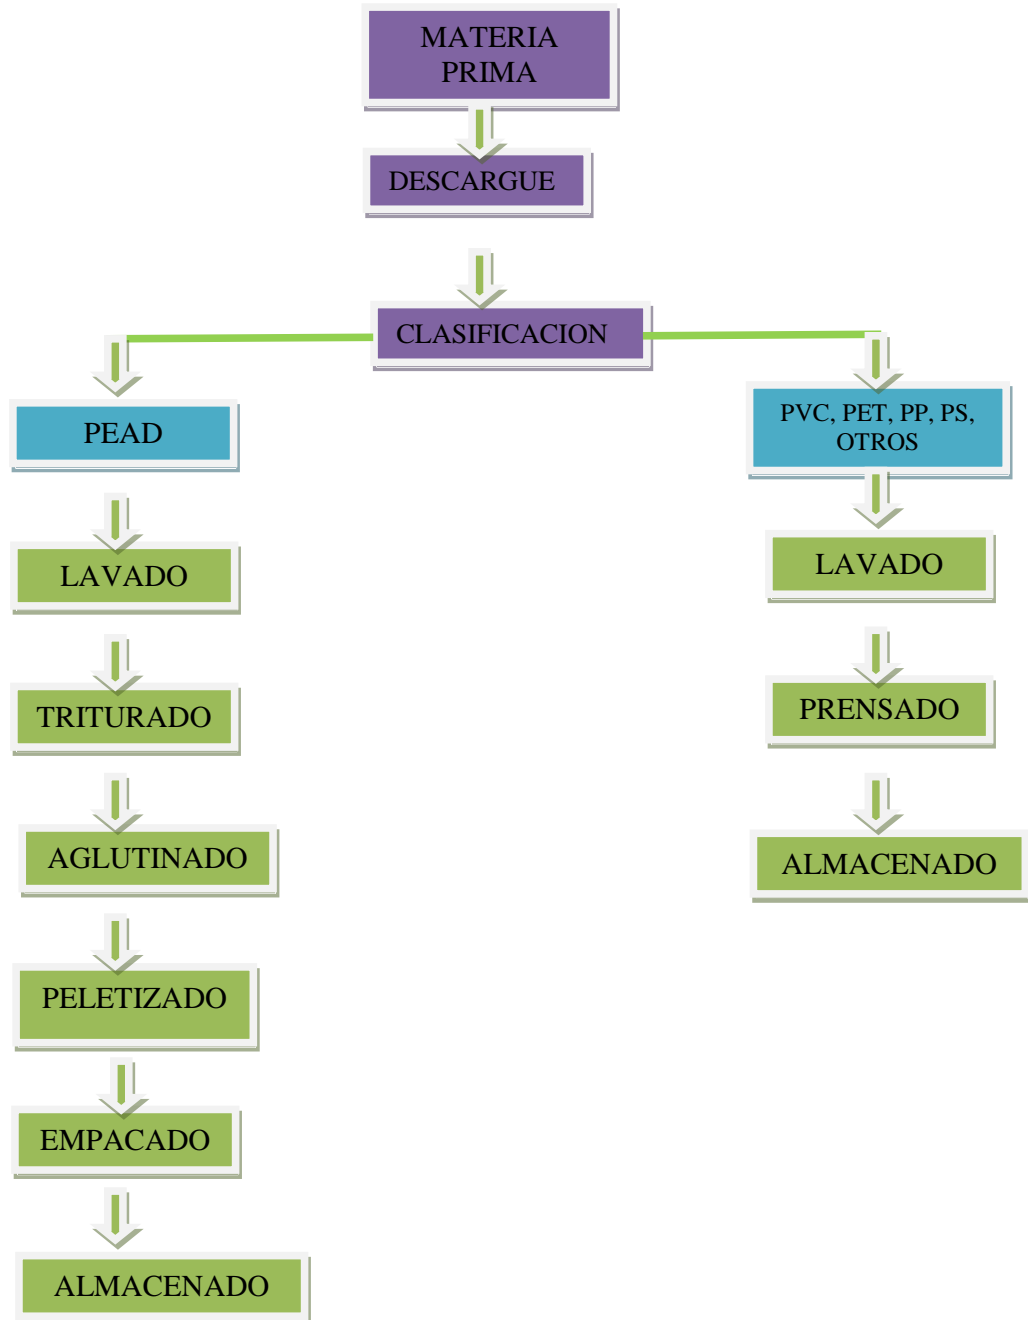 MATERIA
PRIMA
DESCARGUE
CLASIFICACION
PEAD
LAVADO
TRITURADO
AGLUTINADO
PELETIZADO
EMPACADO
ALMACENADO
PVC, PET, PP, PS,
OTROS
LAVADO
PRENSADO
ALMACENADO